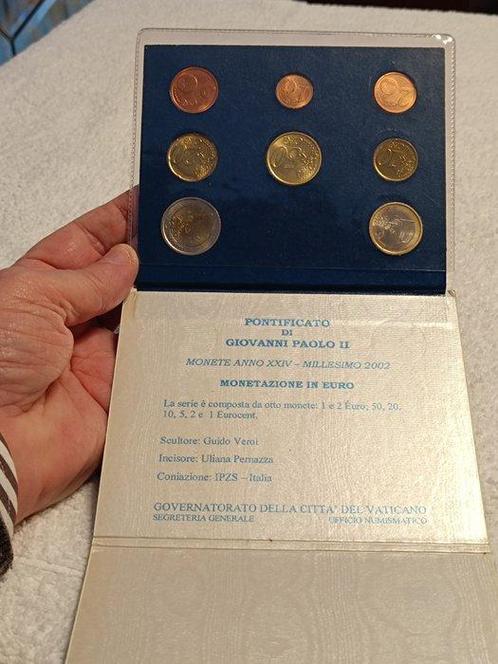 PONTIFICATO
DI
GIOVANNI PAOLO II
MONETE ANNO XXIV – MILLESIMO 2002
MONETAZIONE IN EURO
La serie è composta da otto monete: 1 e 2 Euro; 50, 20,
10, 5, 2 e 1 Eurocent.
Scultore: Guido Veroi
Incisore: Uliana Pernazza
Coniazione: IPZS – Italia
GOVERNATORATO DELLA CITTA' DEL VATICANO
SEGRETERIA GENERALE UFFICIO NUMISMATICO